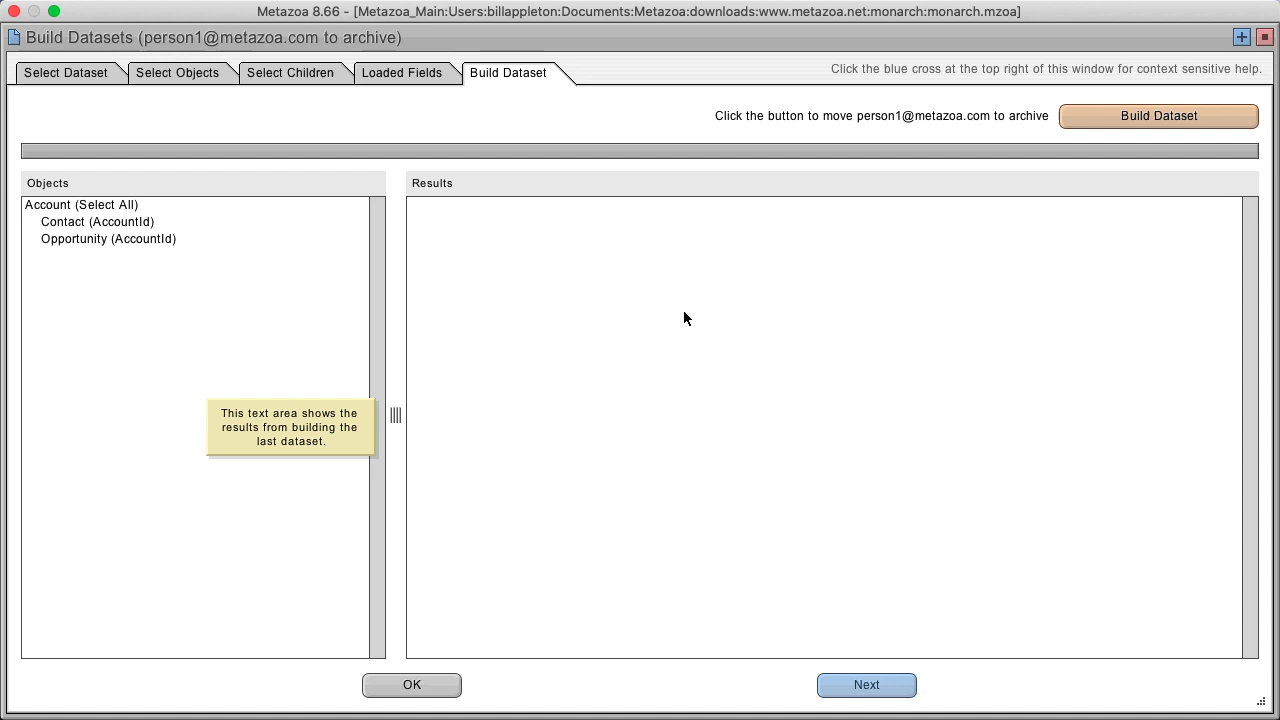 Metazoa 8.66 - [Metazoa_Main:Users:billappleton:Documents:Metazoa:downloads:www.metazoa.net:monarch:monarch.mzoa]
Build Datasets (person1@metazoa.com to archive)
Select Dataset
Select Objects
Select Children
Loaded Fields
Build Dataset
Click the blue cross at the top right of this window for context sensitive help.
Click the button to move person1@metazoa.com to archive
Build Dataset
Objects
Results
Account (Select All)
Contact (AccountId)
Opportunity (AccountId)
This text area shows the
results from building the
last dataset.
OK
Next